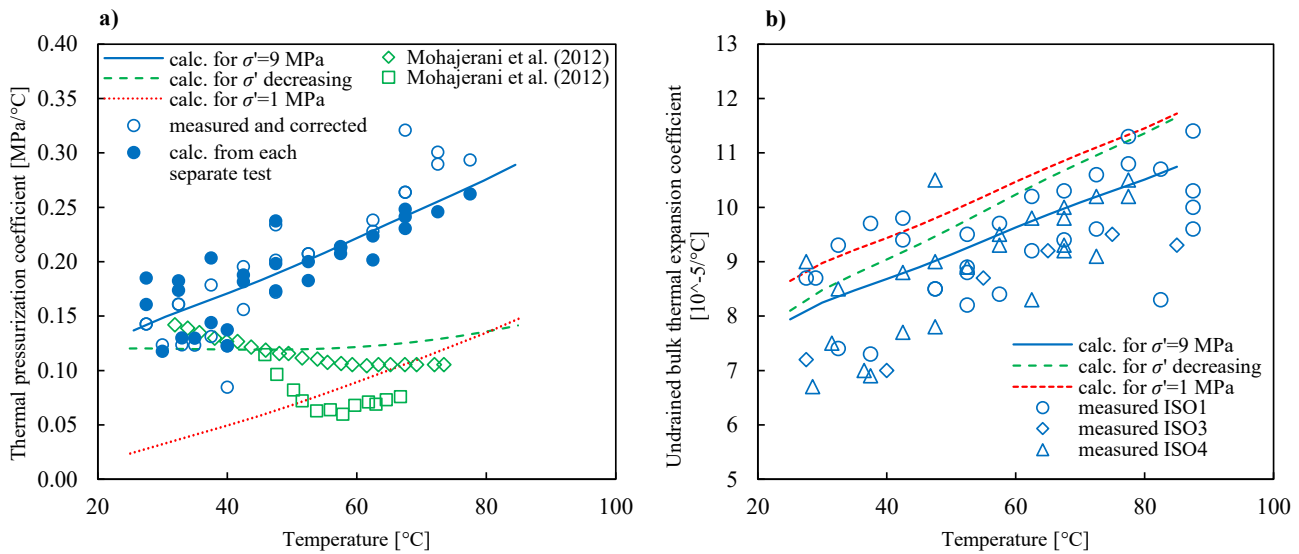 a)
Thermal pressurization coefficient [MPa/°C]
0.40
0.35
0.30
0.25
0.20
0.15
0.10
0.05
0.00
20
40
60
80
100
Temperature [°C]
calc. for σ'=9 MPa
calc. for σ' decreasing
calc. for σ'=1 MPa
measured and corrected
calc. from each
separate test
Mohajerani et al. (2012)
Mohajerani et al. (2012)
b)
Undrained bulk thermal expansion coefficient
[10^-5/°C]
13
12
11
10
9
8
7
6
5
20
40
60
80
100
Temperature [°C]
calc. for σ'=9 MPa
calc. for σ' decreasing
calc. for σ'=1 MPa
measured ISO1
measured ISO3
measured ISO4